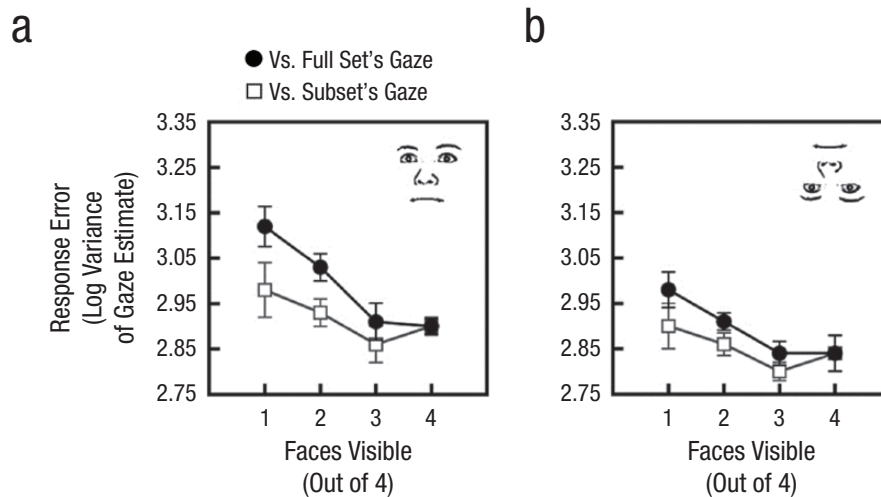 a
b
Vs. Full Set's Gaze
Vs. Subset's Gaze
Response Error
(Log Variance
of Gaze Estimate)
3.35
3.25
3.15
3.05
2.95
2.85
2.75
1 2 3 4
Faces Visible
(Out of 4)
3.35
3.25
3.15
3.05
2.95
2.85
2.75
1 2 3 4
Faces Visible
(Out of 4)